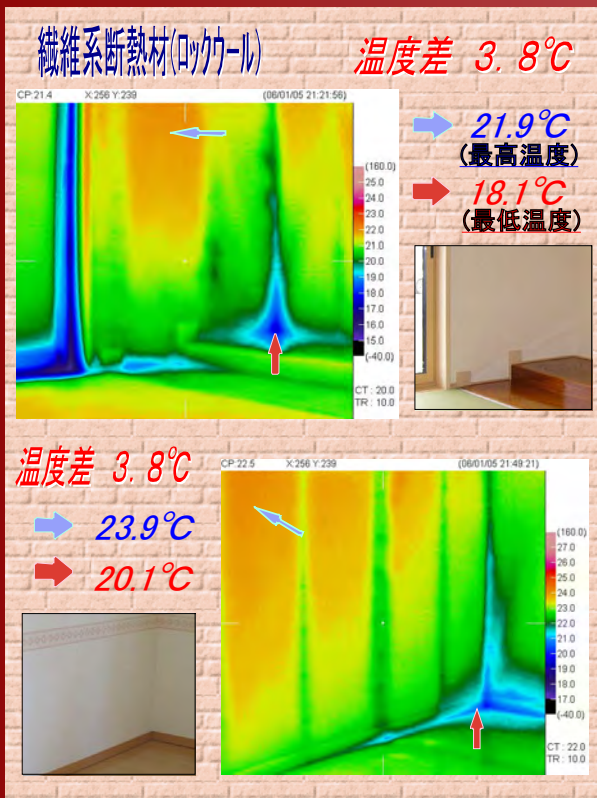 繊維系断熱材(ロックウール)
温度差 3.8℃
CP:21.4 X:256 Y:239 (06/01/05 21:21:56)
21.9℃
(最高温度)
18.1℃
(最低温度)
(160.0)
25.0
24.0
23.0
22.0
21.0
20.0
19.0
18.0
17.0
16.0
15.0
(-40.0)
CT : 20.0
TR : 10.0
温度差 3.8℃
23.9℃
20.1℃
CP:22.5 X:256 Y:239 (06/01/05 21:49:21)
(160.0)
27.0
26.0
25.0
24.0
23.0
22.0
21.0
20.0
19.0
18.0
17.0
(-40.0)
CT : 22.0
TR : 10.0